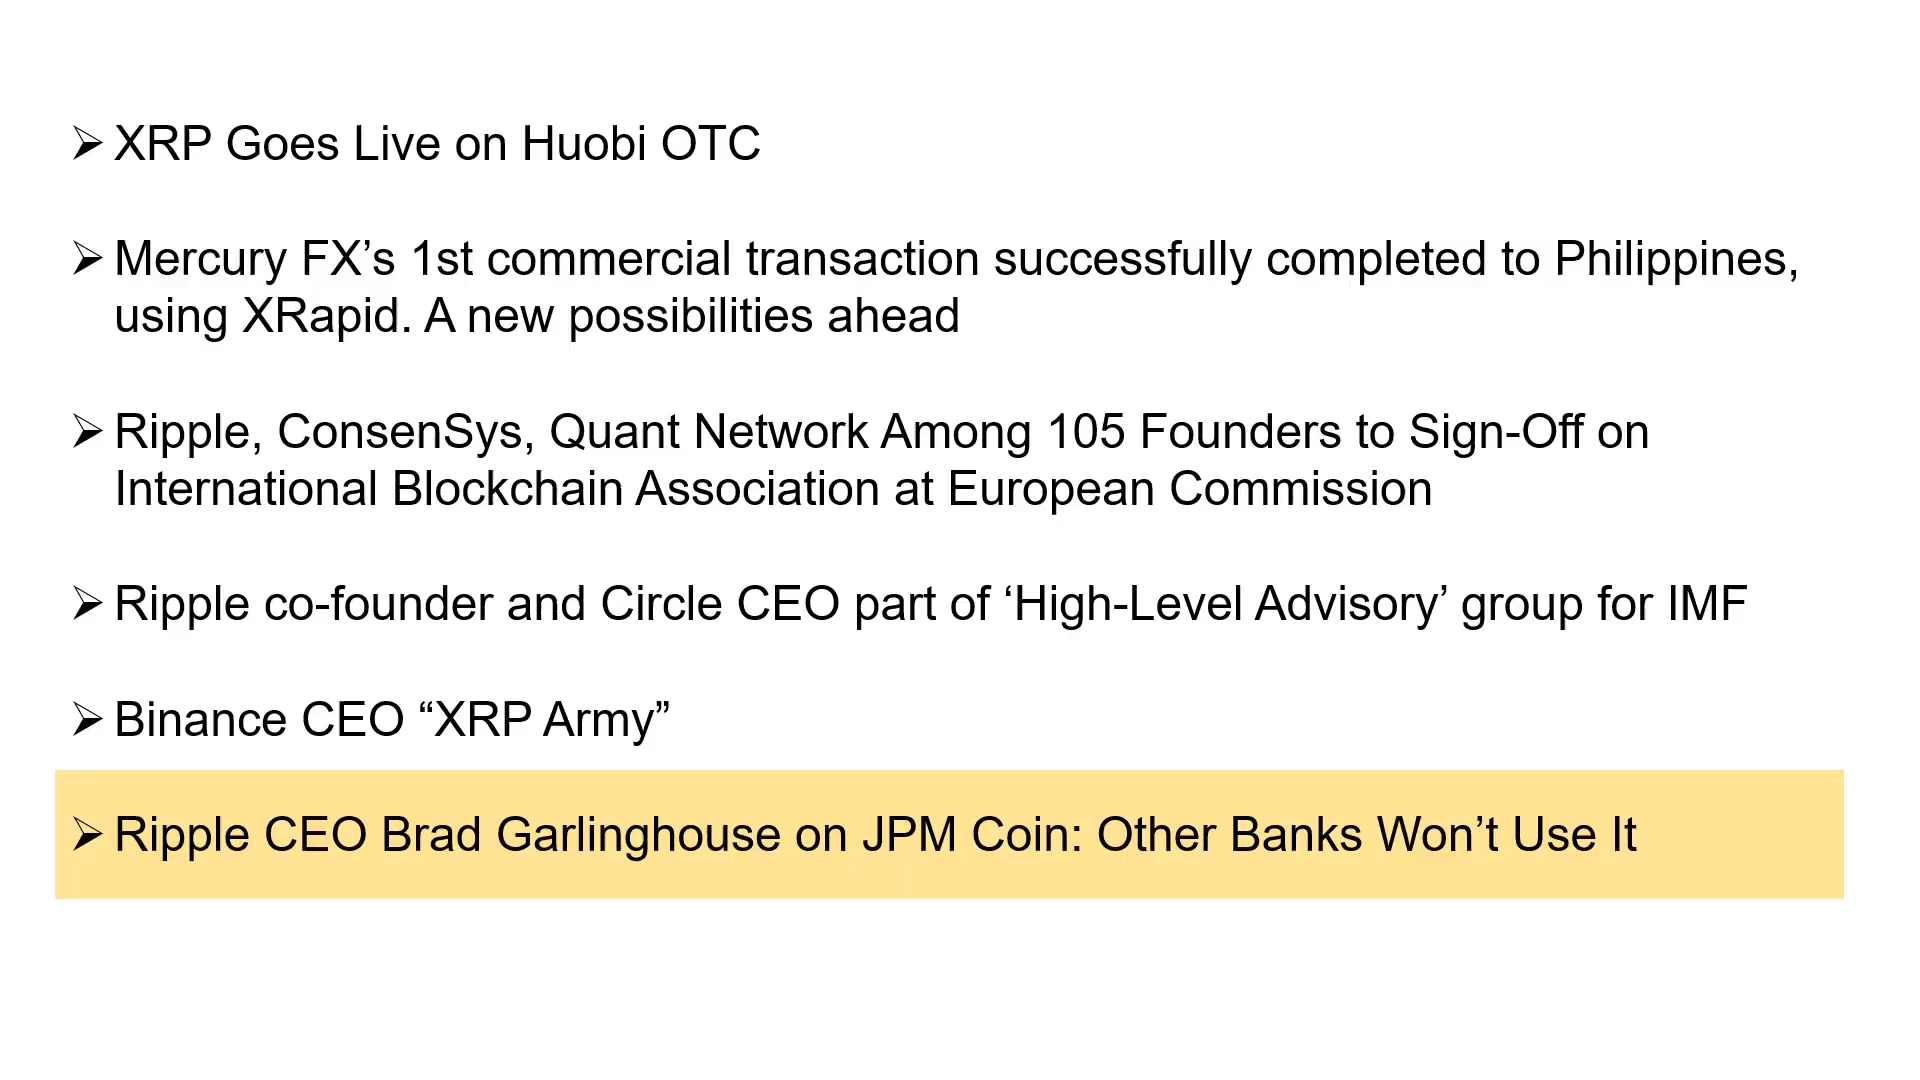 ➢ XRP Goes Live on Huobi OTC
➢ Mercury FX’s 1st commercial transaction successfully completed to Philippines,
using XRapid. A new possibilities ahead
➢ Ripple, ConsenSys, Quant Network Among 105 Founders to Sign-Off on
International Blockchain Association at European Commission
➢ Ripple co-founder and Circle CEO part of ‘High-Level Advisory’ group for IMF
➢ Binance CEO “XRP Army”
➢ Ripple CEO Brad Garlinghouse on JPM Coin: Other Banks Won’t Use It